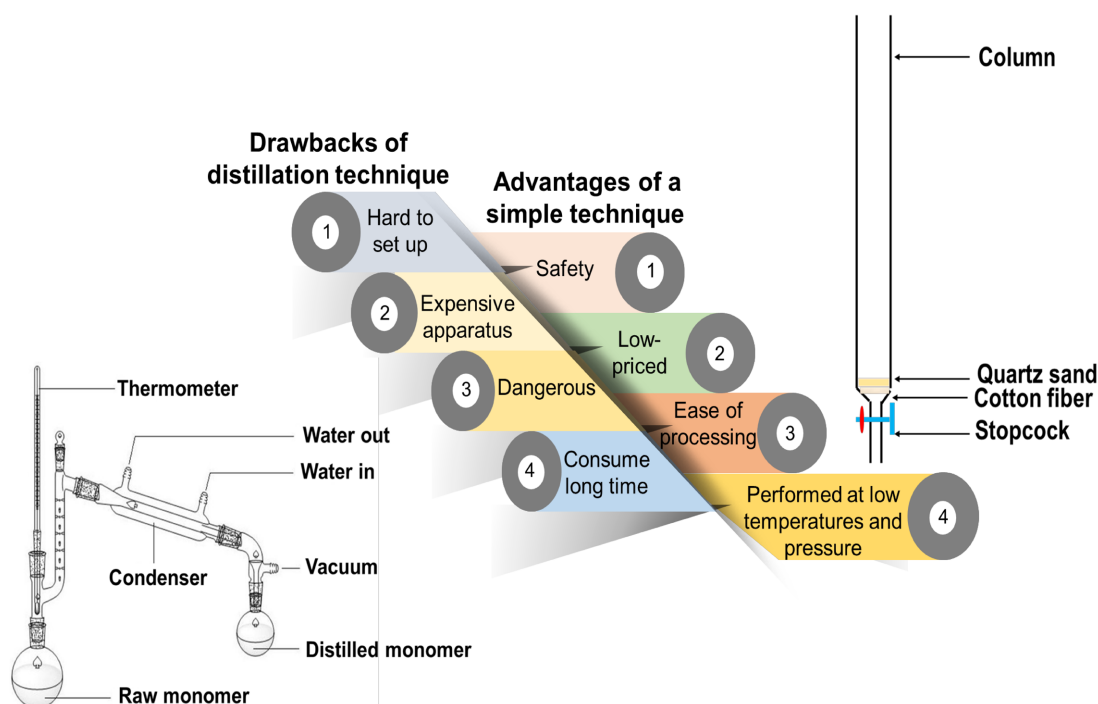 Column
Quartz sand
Cotton fiber
Stopcock
Drawbacks of
distillation technique
1
Hard to
set up
2
Expensive
apparatus
3
Dangerous
4
Consume
long time
Advantages of a
simple technique
Safety
1
Low-
priced
2
Ease of
processing
3
Performed at low
temperatures and
pressure
4
Thermometer
Water out
Water in
Condenser
Vacuum
Distilled monomer
Raw monomer